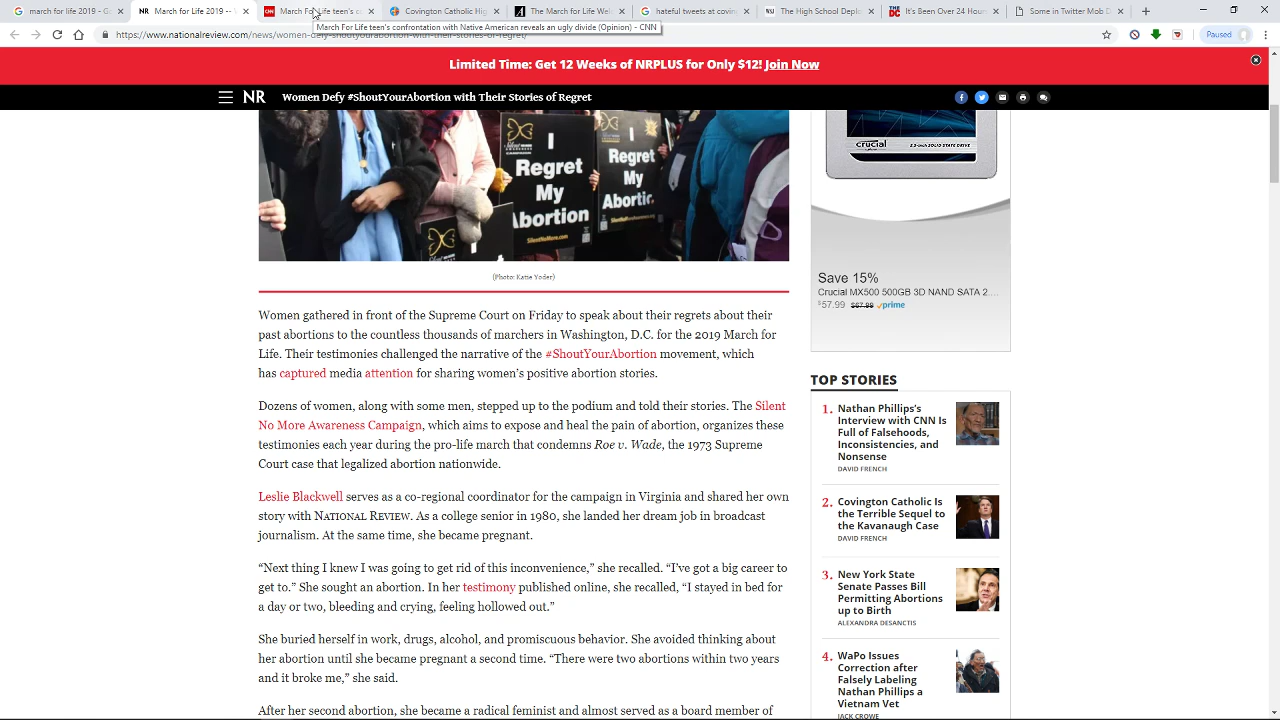 March for life 2019 - Go
March for Life 2019 -- W
March For Life teen's co
Covington Catholic Hig
The March for Life Welc
hateful tweets at coving
The High School Deplo
It's Been Over 24 Hours
Some in Twitter Mob D
March For Life teen's confrontation with Native American reveals an ugly divide (Opinion) - CNN
https://www.nationalreview.com/news/women-defy-shoutyourabortion-with-their-stories-of-regret/
Paused
Limited Time: Get 12 Weeks of NRPLUS for Only $12! Join Now
NR
Women Defy #ShoutYourAbortion with Their Stories of Regret
I
Regret
My
Abortion
SilentNoMore.com
I
Regret
My
Abortic
(Photo: Katie Yoder)
Women gathered in front of the Supreme Court on Friday to speak about their regrets about their
past abortions to the countless thousands of marchers in Washington, D.C. for the 2019 March for
Life. Their testimonies challenged the narrative of the #ShoutYourAbortion movement, which
has captured media attention for sharing women's positive abortion stories.
Dozens of women, along with some men, stepped up to the podium and told their stories. The Silent
No More Awareness Campaign, which aims to expose and heal the pain of abortion, organizes these
testimonies each year during the pro-life march that condemns Roe v. Wade, the 1973 Supreme
Court case that legalized abortion nationwide.
Leslie Blackwell serves as a co-regional coordinator for the campaign in Virginia and shared her own
story with NATIONAL REVIEW. As a college senior in 1980, she landed her dream job in broadcast
journalism. At the same time, she became pregnant.
“Next thing I knew I was going to get rid of this inconvenience,” she recalled. “I've got a big career to
get to.” She sought an abortion. In her testimony published online, she recalled, “I stayed in bed for
a day or two, bleeding and crying, feeling hollowed out.”
She buried herself in work, drugs, alcohol, and promiscuous behavior. She avoided thinking about
her abortion until she became pregnant a second time. “There were two abortions within two years
and it broke me,” she said.
After her second abortion, she became a radical feminist and almost served as a board member of
crucial
2.5-inch SOLID STATE DRIVE
Save 15%
Crucial MX500 500GB 3D NAND SATA 2....
$57.99 $67.99 prime
TOP STORIES
1. Nathan Phillips's
Interview with CNN Is
Full of Falsehoods,
Inconsistencies, and
Nonsense
DAVID FRENCH
2. Covington Catholic Is
the Terrible Sequel to
the Kavanaugh Case
DAVID FRENCH
3. New York State
Senate Passes Bill
Permitting Abortions
up to Birth
ALEXANDRA DESANCTIS
4. WaPo Issues
Correction after
Falsely Labeling
Nathan Phillips a
Vietnam Vet
JACK CROWE